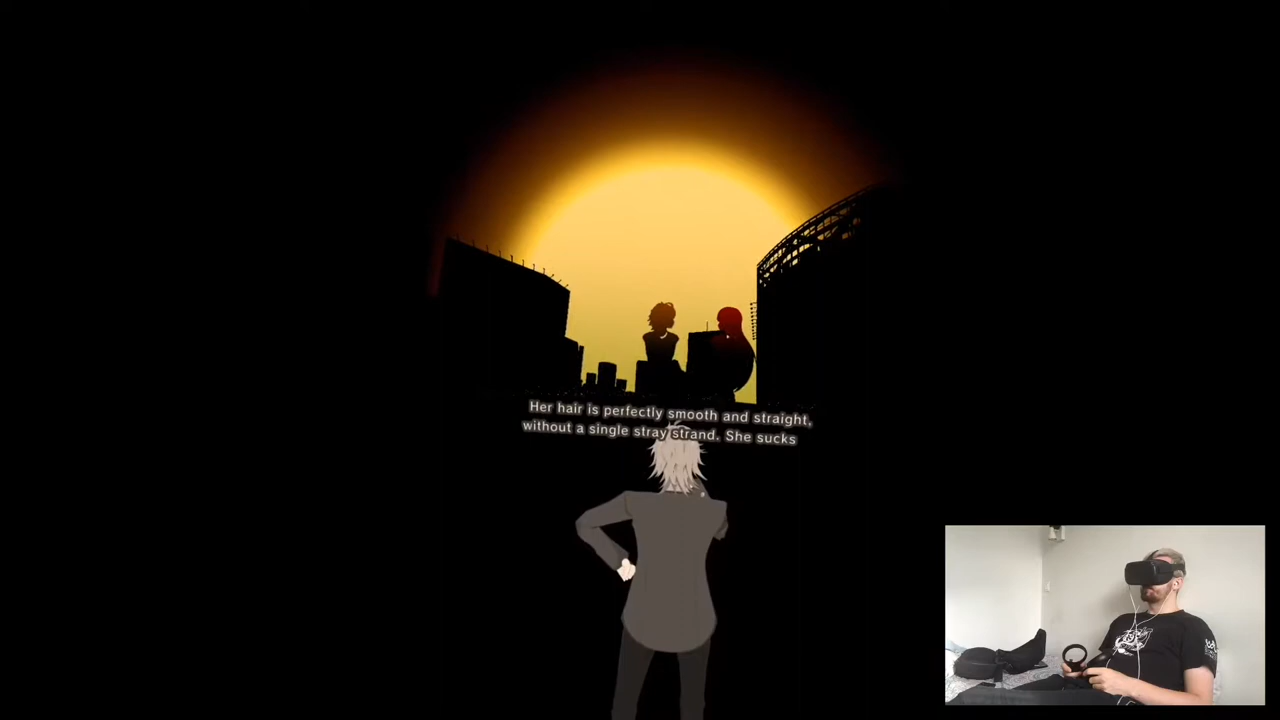 Her hair is perfectly smooth and straight,
without a single stray strand. She sucks